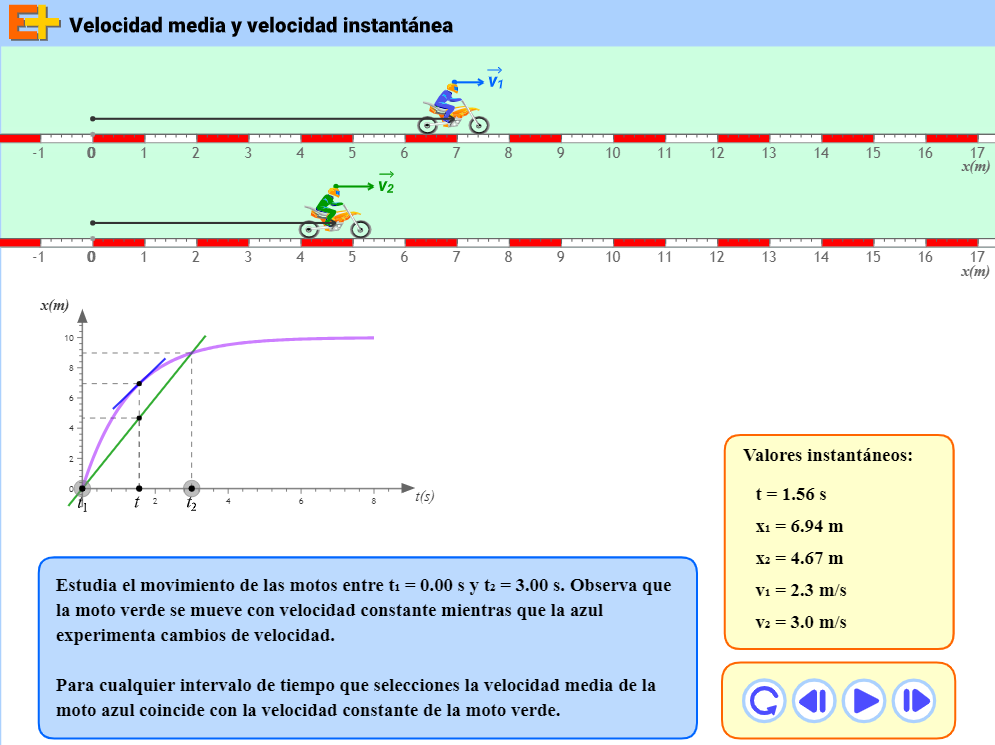 E+ Velocidad media y velocidad instantánea
v1
-1 0 1 2 3 4 5 6 7 8 9 10 11 12 13 14 15 16 17
x(m)
v2
-1 0 1 2 3 4 5 6 7 8 9 10 11 12 13 14 15 16 17
x(m)
x(m)
10
8
6
4
2
0
t1 t 2 t2 4 6 8 t(s)
Valores instantáneos:
t = 1.56 s
x₁ = 6.94 m
x₂ = 4.67 m
v₁ = 2.3 m/s
v₂ = 3.0 m/s
Estudia el movimiento de las motos entre t₁ = 0.00 s y t₂ = 3.00 s. Observa que
la moto verde se mueve con velocidad constante mientras que la azul
experimenta cambios de velocidad.
Para cualquier intervalo de tiempo que selecciones la velocidad media de la
moto azul coincide con la velocidad constante de la moto verde.